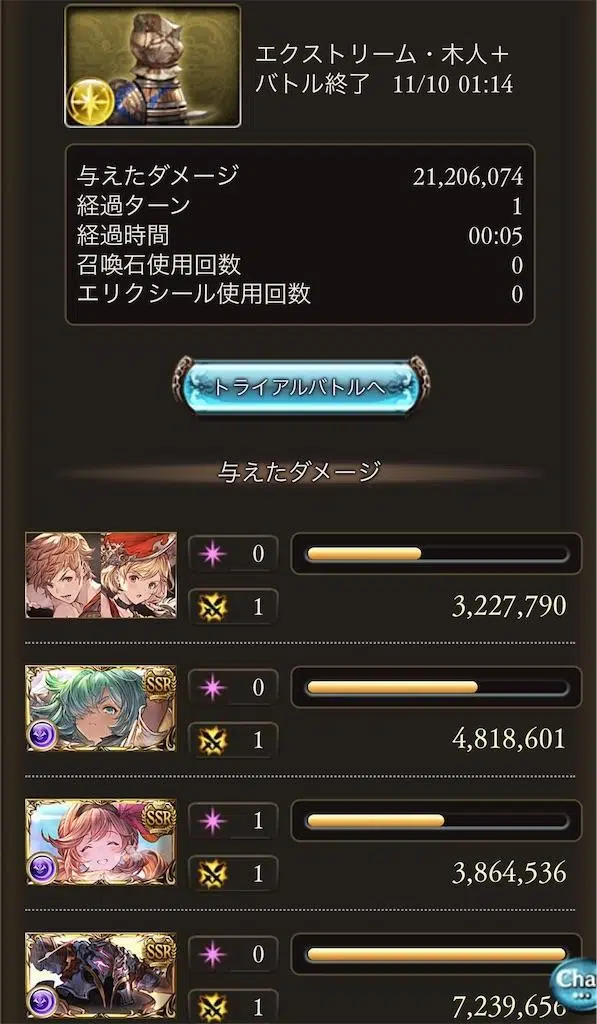 エクストリーム・木人+
バトル終了 11/10 01:14
与えたダメージ 21,206,074
経過ターン 1
経過時間 00:05
召喚石使用回数 0
エリクシール使用回数 0
トライアルバトルへ
与えたダメージ
0
1
3,227,790
SSR
0
1
4,818,601
SSR
1
1
3,864,536
SSR
0
1
7,239,656
Cha